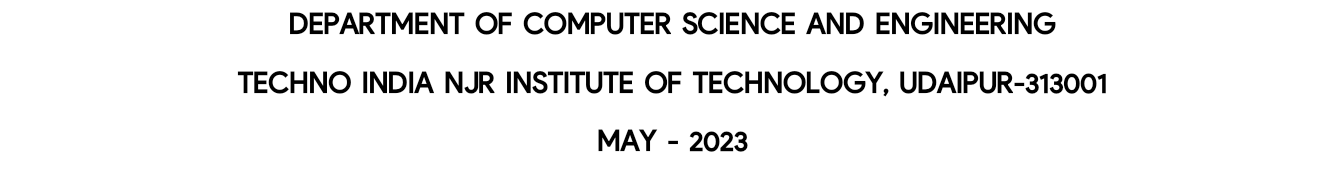 DEPARTMENT OF COMPUTER SCIENCE AND ENGINEERING
TECHNO INDIA NJR INSTITUTE OF TECHNOLOGY, UDAIPUR-313001
MAY - 2023